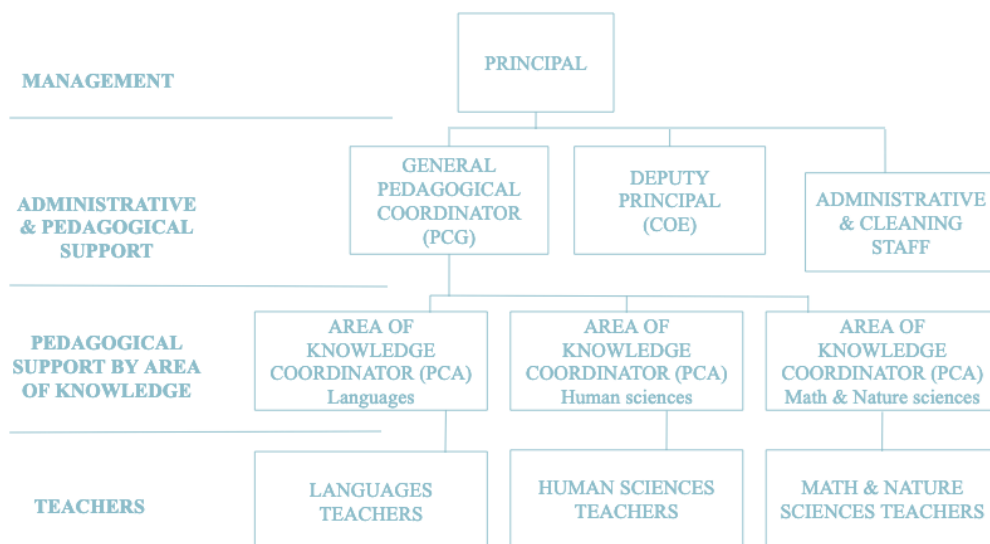 PRINCIPAL
MANAGEMENT
GENERAL
PEDAGOGICAL
COORDINATOR
(PCG)
DEPUTY
PRINCIPAL
(COE)
ADMINISTRATIVE
& CLEANING
STAFF
ADMINISTRATIVE
& PEDAGOGICAL
SUPPORT
PEDAGOGICAL
SUPPORT BY AREA
OF KNOWLEDGE
AREA OF
KNOWLEDGE
COORDINATOR (PCA)
Languages
AREA OF
KNOWLEDGE
COORDINATOR (PCA)
Human sciences
AREA OF
KNOWLEDGE
COORDINATOR (PCA)
Math & Nature sciences
TEACHERS
LANGUAGES
TEACHERS
HUMAN SCIENCES
TEACHERS
MATH & NATURE
SCIENCES TEACHERS